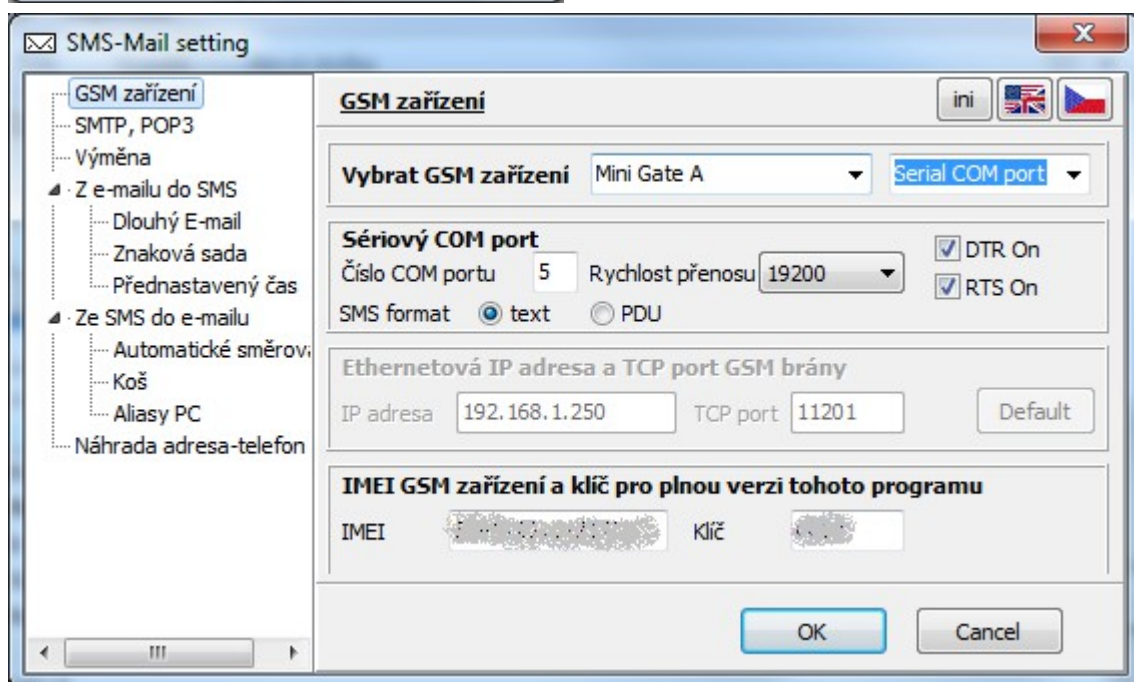 SMS-Mail setting
GSM zařízení
SMTP, POP3
Výměna
Z e-mailu do SMS
Dlouhý E-mail
Znaková sada
Přednastavený čas
Ze SMS do e-mailu
Automatické směrov
Koš
Aliasy PC
Náhrada adresa-telefon
GSM zařízení
ini
Vybrat GSM zařízení Mini Gate A Serial COM port
Sériový COM port
DTR On
Číslo COM portu 5 Rychlost přenosu 19200
RTS On
SMS format text PDU
Ethernetová IP adresa a TCP port GSM brány
IP adresa 192.168.1.250 TCP port 11201 Default
IMEI GSM zařízení a klíč pro plnou verzi tohoto programu
IMEI Klíč
OK Cancel